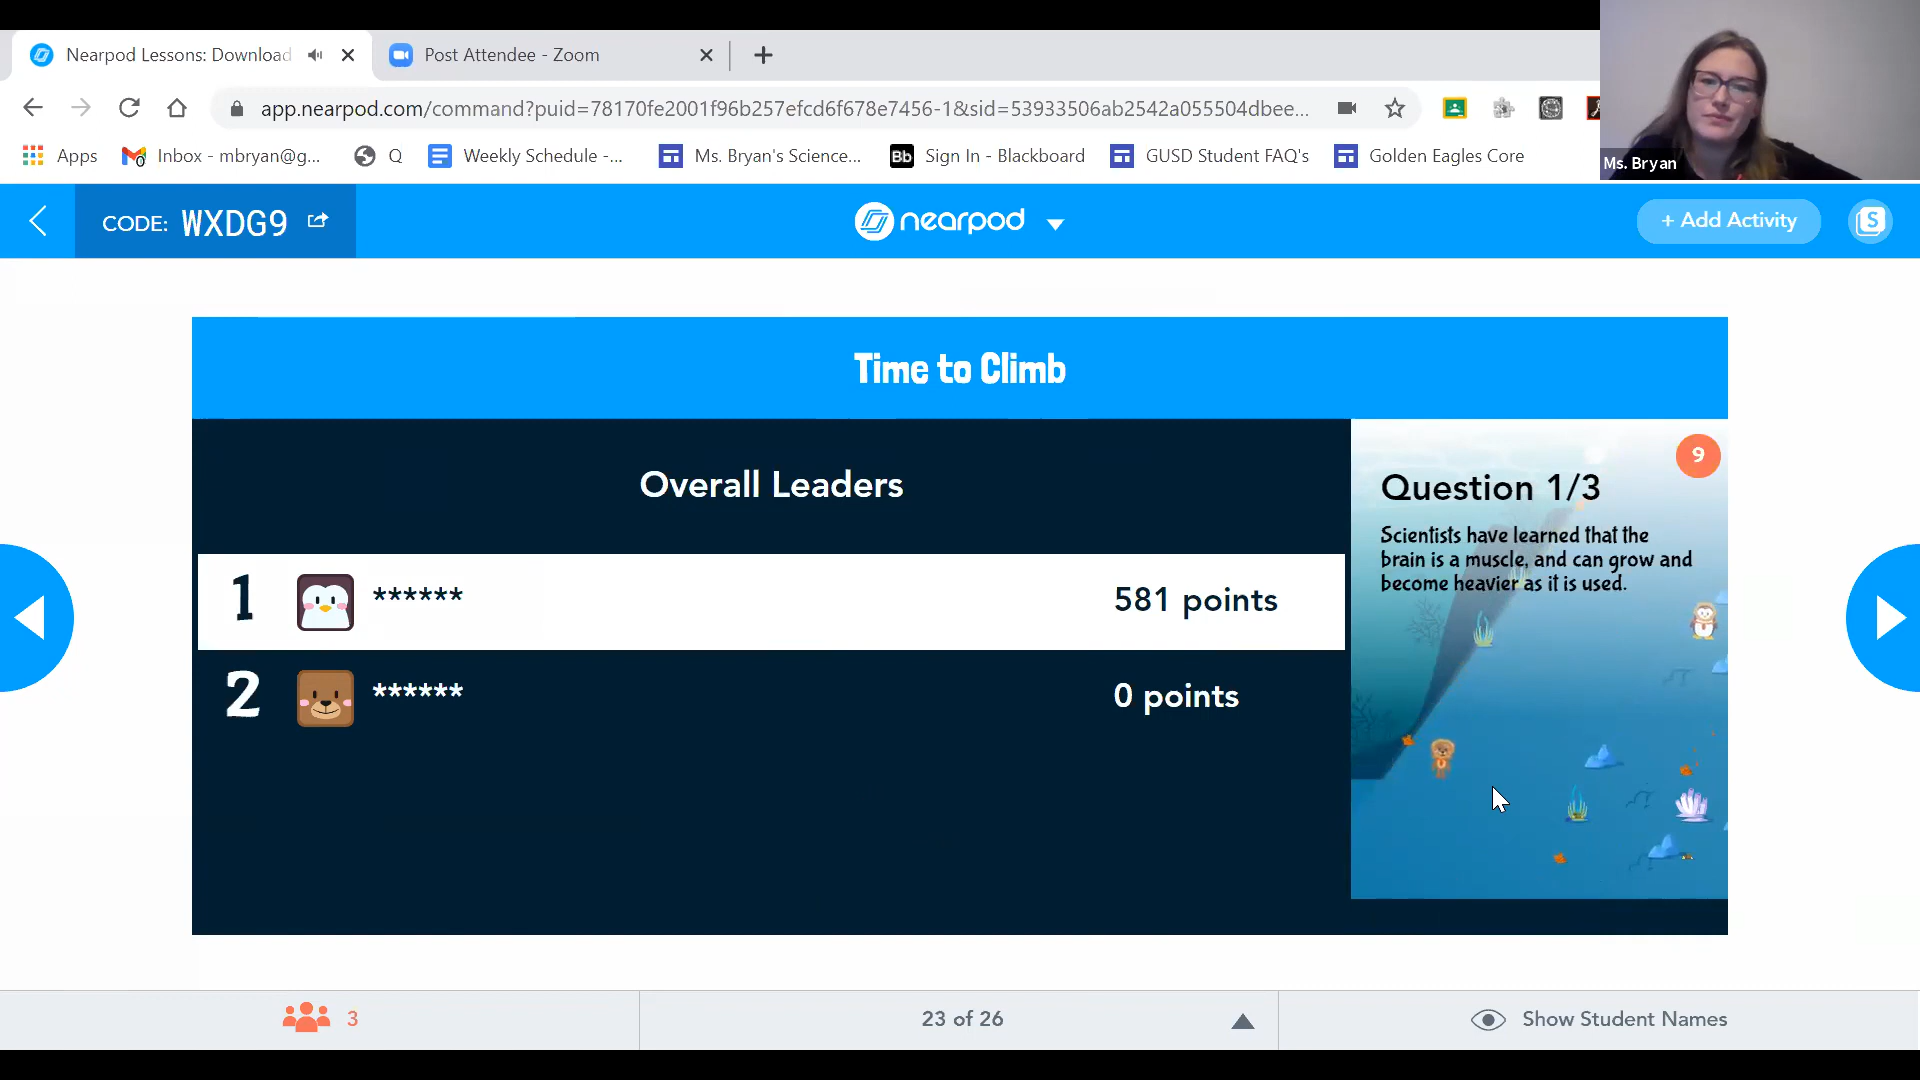 Nearpod Lessons: Download
Post Attendee - Zoom
app.nearpod.com/command?puid=78170fe2001f96b257efcd6f678e7456-1&sid=53933506ab2542a055504dbee...
Apps
Inbox - mbryan@g...
Q
Weekly Schedule -...
Ms. Bryan's Science...
Bb
Sign In - Blackboard
GUSD Student FAQ's
Golden Eagles Core
Ms. Bryan
CODE: WXDG9
nearpod
+ Add Activity
S
Time to Climb
Overall Leaders
1 ****** 581 points
2 ****** 0 points
9
Question 1/3
Scientists have learned that the
brain is a muscle, and can grow and
become heavier as it is used.
3
23 of 26
Show Student Names